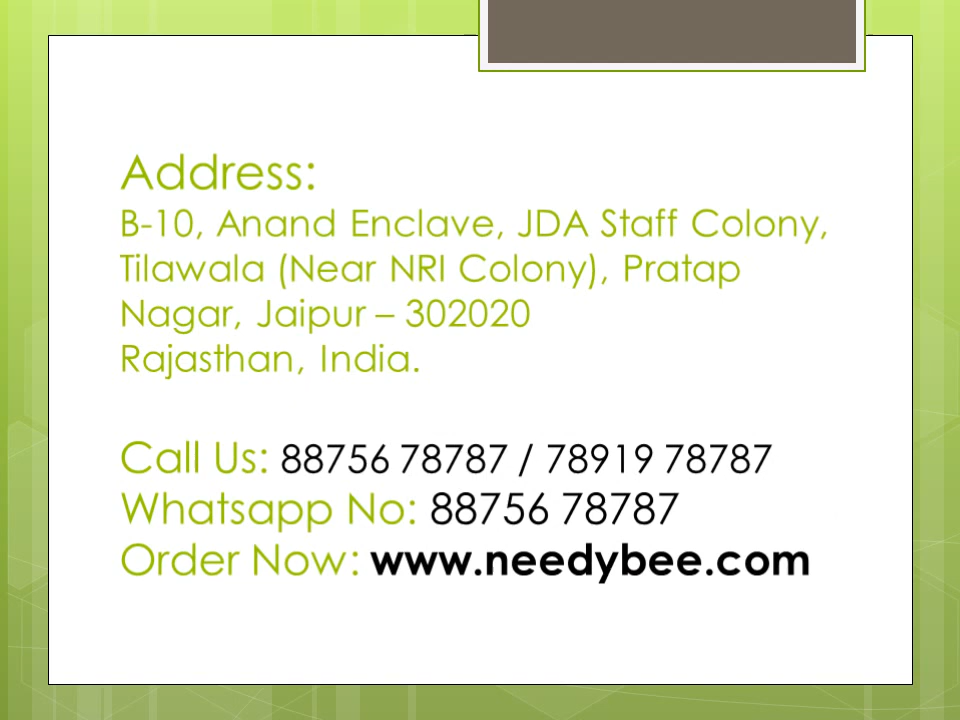 Address:
B-10, Anand Enclave, JDA Staff Colony,
Tilawala (Near NRI Colony), Pratap
Nagar, Jaipur – 302020
Rajasthan, India.
Call Us: 88756 78787 / 78919 78787
Whatsapp No: 88756 78787
Order Now: www.needybee.com